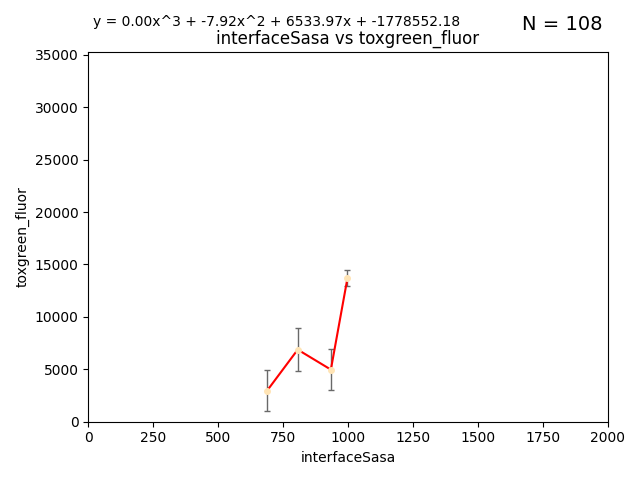 y = 0.00x^3 + -7.92x^2 + 6533.97x + -1778552.18
N = 108
interfaceSasa vs toxgreen_fluor
35000
30000
25000
20000
15000
10000
5000
0
toxgreen_fluor
0 250 500 750 1000 1250 1500 1750 2000
interfaceSasa